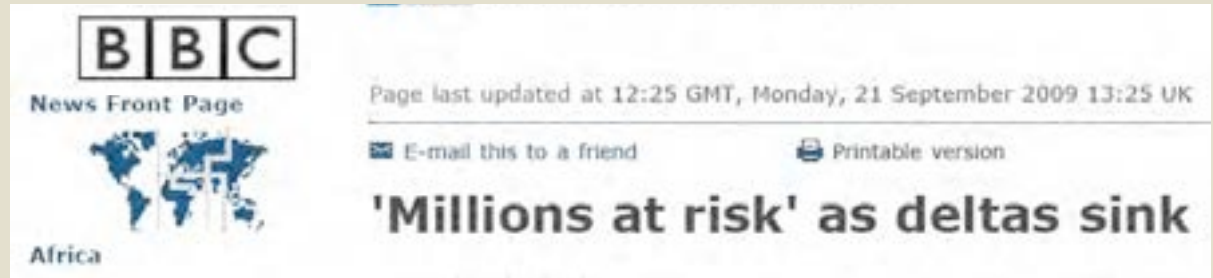 BBC
News Front Page
Africa
Page last updated at 12:25 GMT, Monday, 21 September 2009 13:25 UK
E-mail this to a friend
Printable version
'Millions at risk' as deltas sink